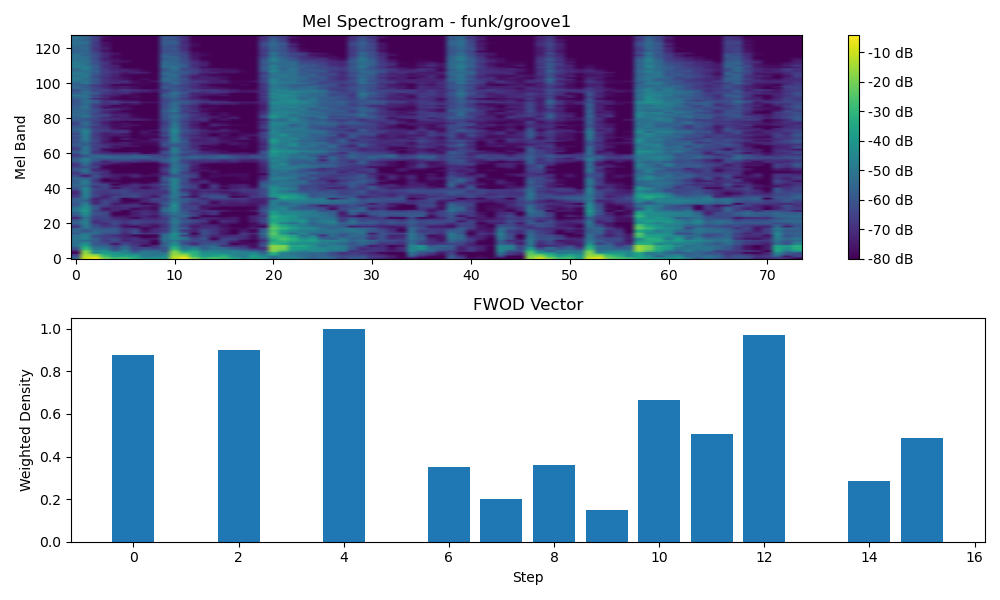 Mel Spectrogram - funk/groove1
Mel Band
120
100
80
60
40
20
0
0 10 20 30 40 50 60 70
-10 dB
-20 dB
-30 dB
-40 dB
-50 dB
-60 dB
-70 dB
-80 dB
FWOD Vector
Weighted Density
1.0
0.8
0.6
0.4
0.2
0.0
0 2 4 6 8 10 12 14 16
Step